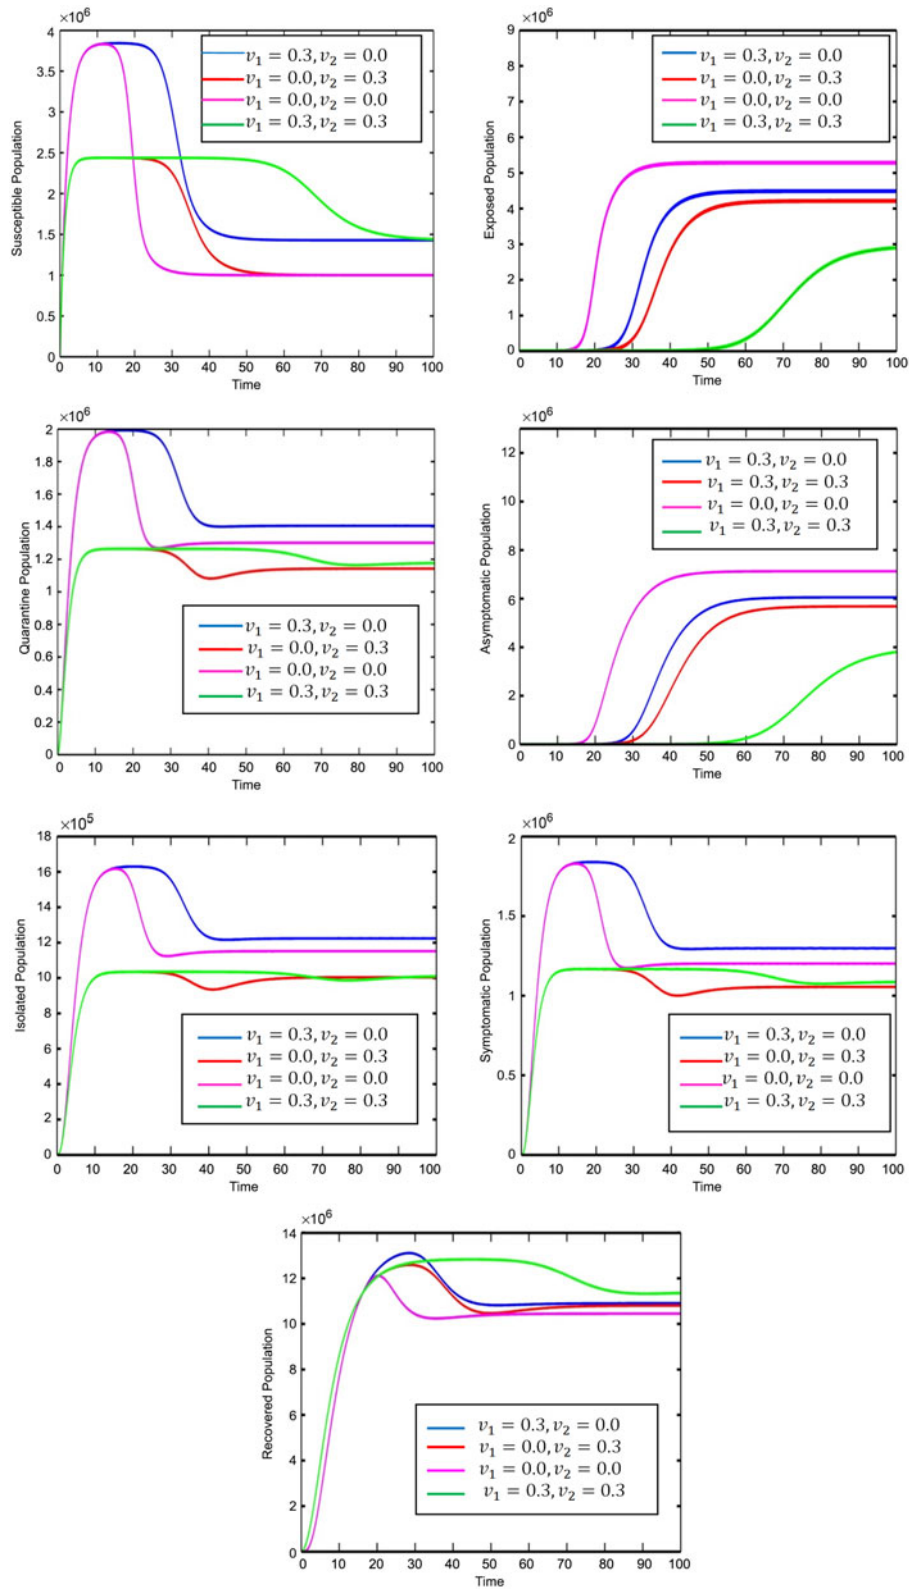 ×10⁶
4
3.5
3
2.5
2
1.5
1
0.5
0
0 10 20 30 40 50 60 70 80 90 100
Time
Susceptible Population
v₁ = 0.3, v₂ = 0.0
v₁ = 0.0, v₂ = 0.3
v₁ = 0.0, v₂ = 0.0
v₁ = 0.3, v₂ = 0.3
×10⁶
9
8
7
6
5
4
3
2
1
0
0 10 20 30 40 50 60 70 80 90 100
Time
Exposed Population
v₁ = 0.3, v₂ = 0.0
v₁ = 0.0, v₂ = 0.3
v₁ = 0.0, v₂ = 0.0
v₁ = 0.3, v₂ = 0.3
×10⁶
2
1.8
1.6
1.4
1.2
1
0.8
0.6
0.4
0.2
0
0 10 20 30 40 50 60 70 80 90 100
Time
Quarantine Population
v₁ = 0.3, v₂ = 0.0
v₁ = 0.0, v₂ = 0.3
v₁ = 0.0, v₂ = 0.0
v₁ = 0.3, v₂ = 0.3
×10⁶
12
10
8
6
4
2
0
0 10 20 30 40 50 60 70 80 90 100
Time
Asymptomatic Population
v₁ = 0.3, v₂ = 0.0
v₁ = 0.3, v₂ = 0.3
v₁ = 0.0, v₂ = 0.0
v₁ = 0.3, v₂ = 0.3
×10⁵
18
16
14
12
10
8
6
4
2
0
0 10 20 30 40 50 60 70 80 90 100
Time
Isolated Population
v₁ = 0.3, v₂ = 0.0
v₁ = 0.0, v₂ = 0.3
v₁ = 0.0, v₂ = 0.0
v₁ = 0.3, v₂ = 0.3
×10⁶
2
1.5
1
0.5
0
0 10 20 30 40 50 60 70 80 90 100
Time
Symptomatic Population
v₁ = 0.3, v₂ = 0.0
v₁ = 0.0, v₂ = 0.3
v₁ = 0.0, v₂ = 0.0
v₁ = 0.3, v₂ = 0.3
×10⁶
14
12
10
8
6
4
2
0
0 10 20 30 40 50 60 70 80 90 100
Time
Recovered Population
v₁ = 0.3, v₂ = 0.0
v₁ = 0.0, v₂ = 0.3
v₁ = 0.0, v₂ = 0.0
v₁ = 0.3, v₂ = 0.3